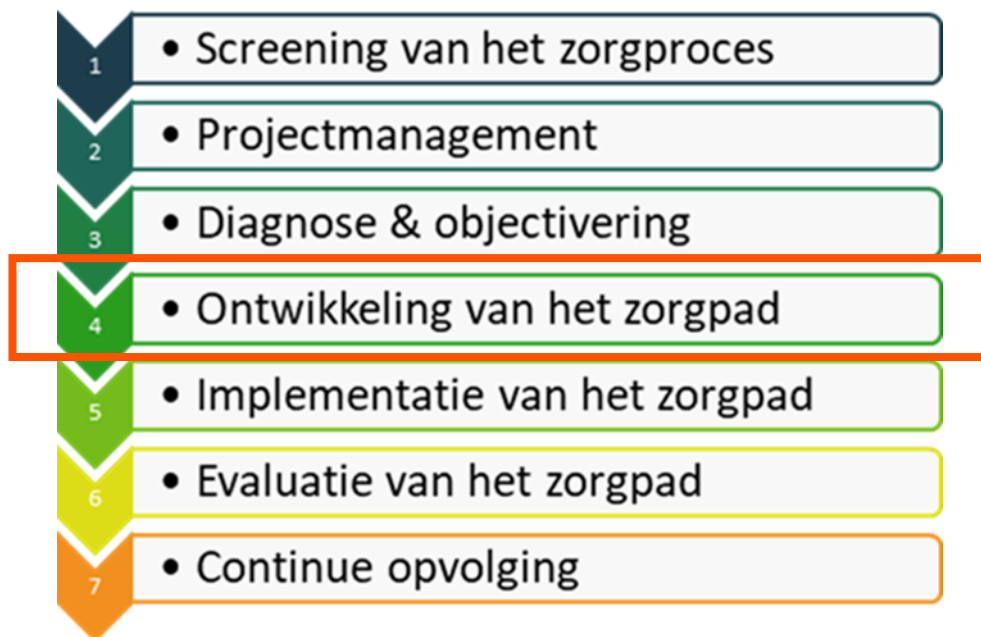 1 • Screening van het zorgproces
2 • Projectmanagement
3 • Diagnose & objectivering
4 • Ontwikkeling van het zorgpad
5 • Implementatie van het zorgpad
6 • Evaluatie van het zorgpad
7 • Continue opvolging